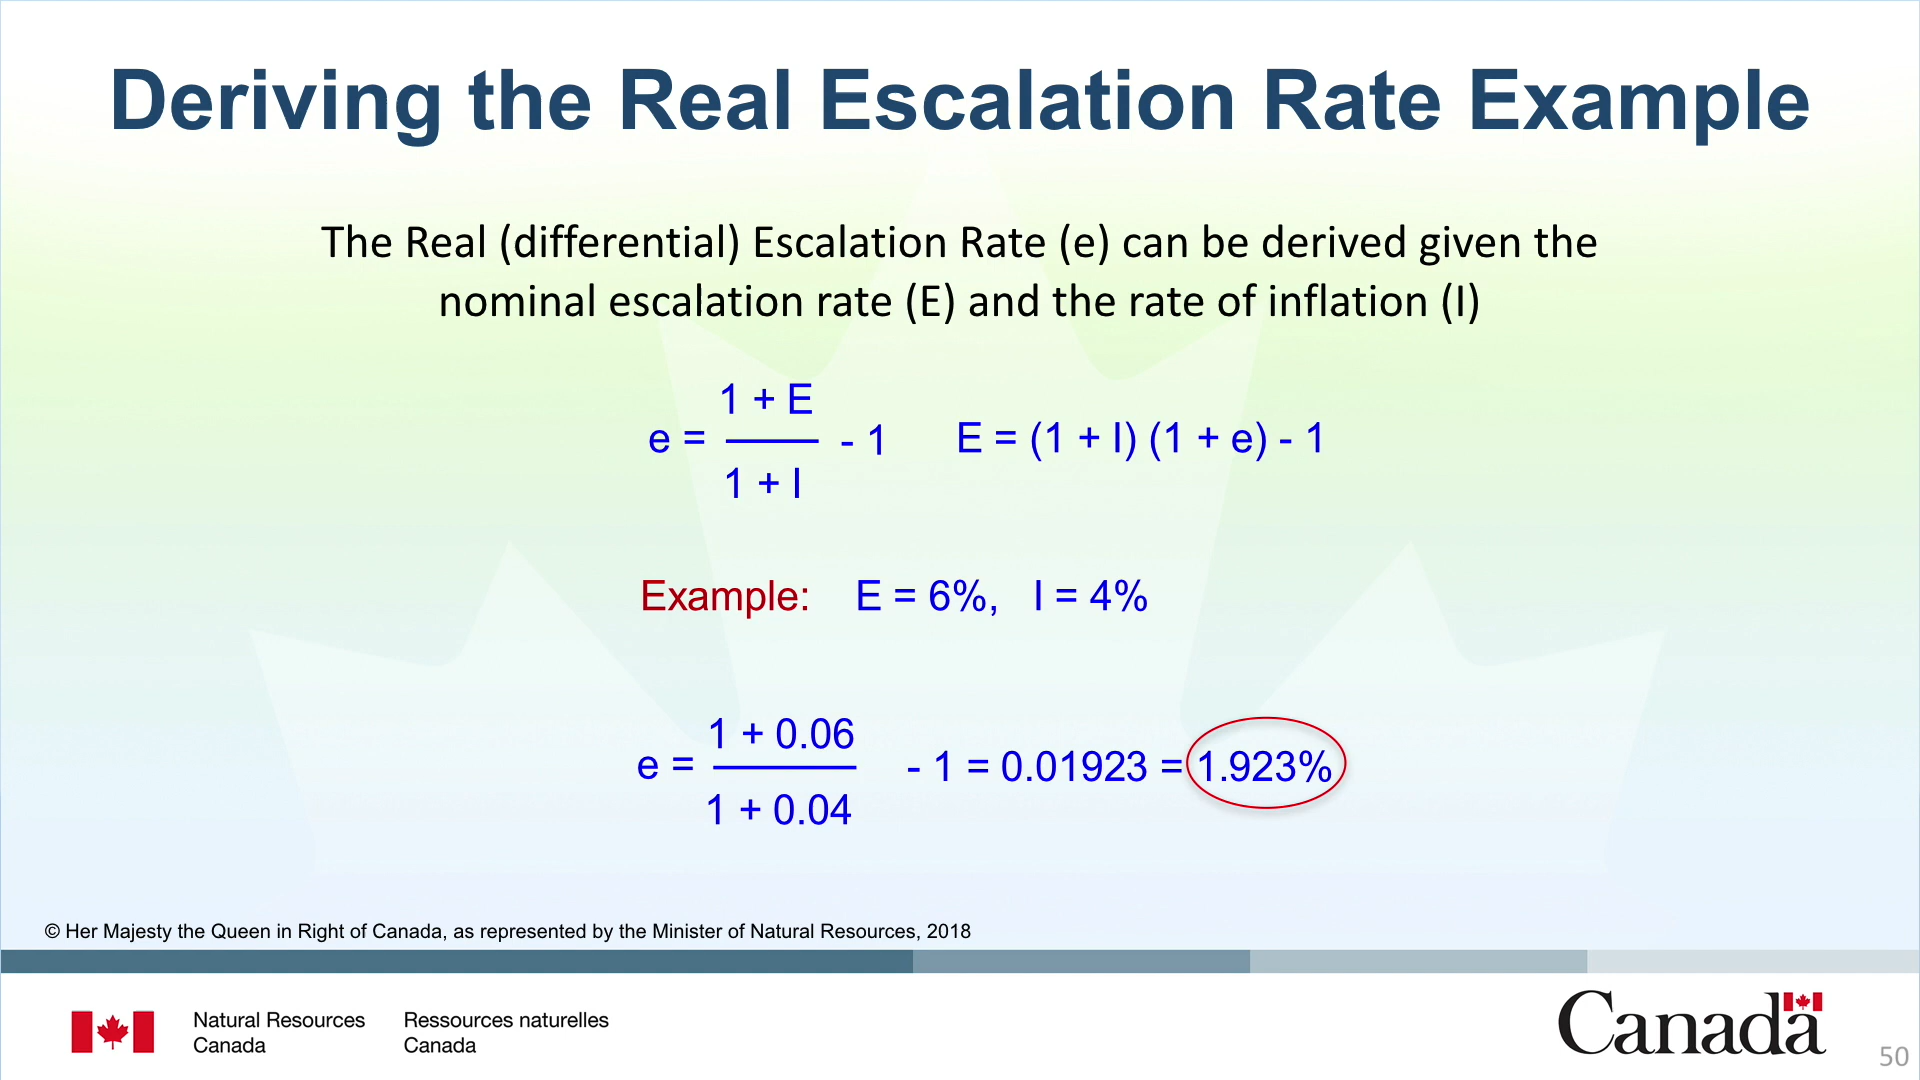 Deriving the Real Escalation Rate Example
The Real (differential) Escalation Rate (e) can be derived given the
nominal escalation rate (E) and the rate of inflation (I)
1 + E
e = - 1 E = (1 + I) (1 + e) - 1
1 + I
Example: E = 6%, I = 4%
1 + 0.06
e = - 1 = 0.01923 = 1.923%
1 + 0.04
© Her Majesty the Queen in Right of Canada, as represented by the Minister of Natural Resources, 2018
Natural Resources Ressources naturelles
Canada Canada
Canada
50